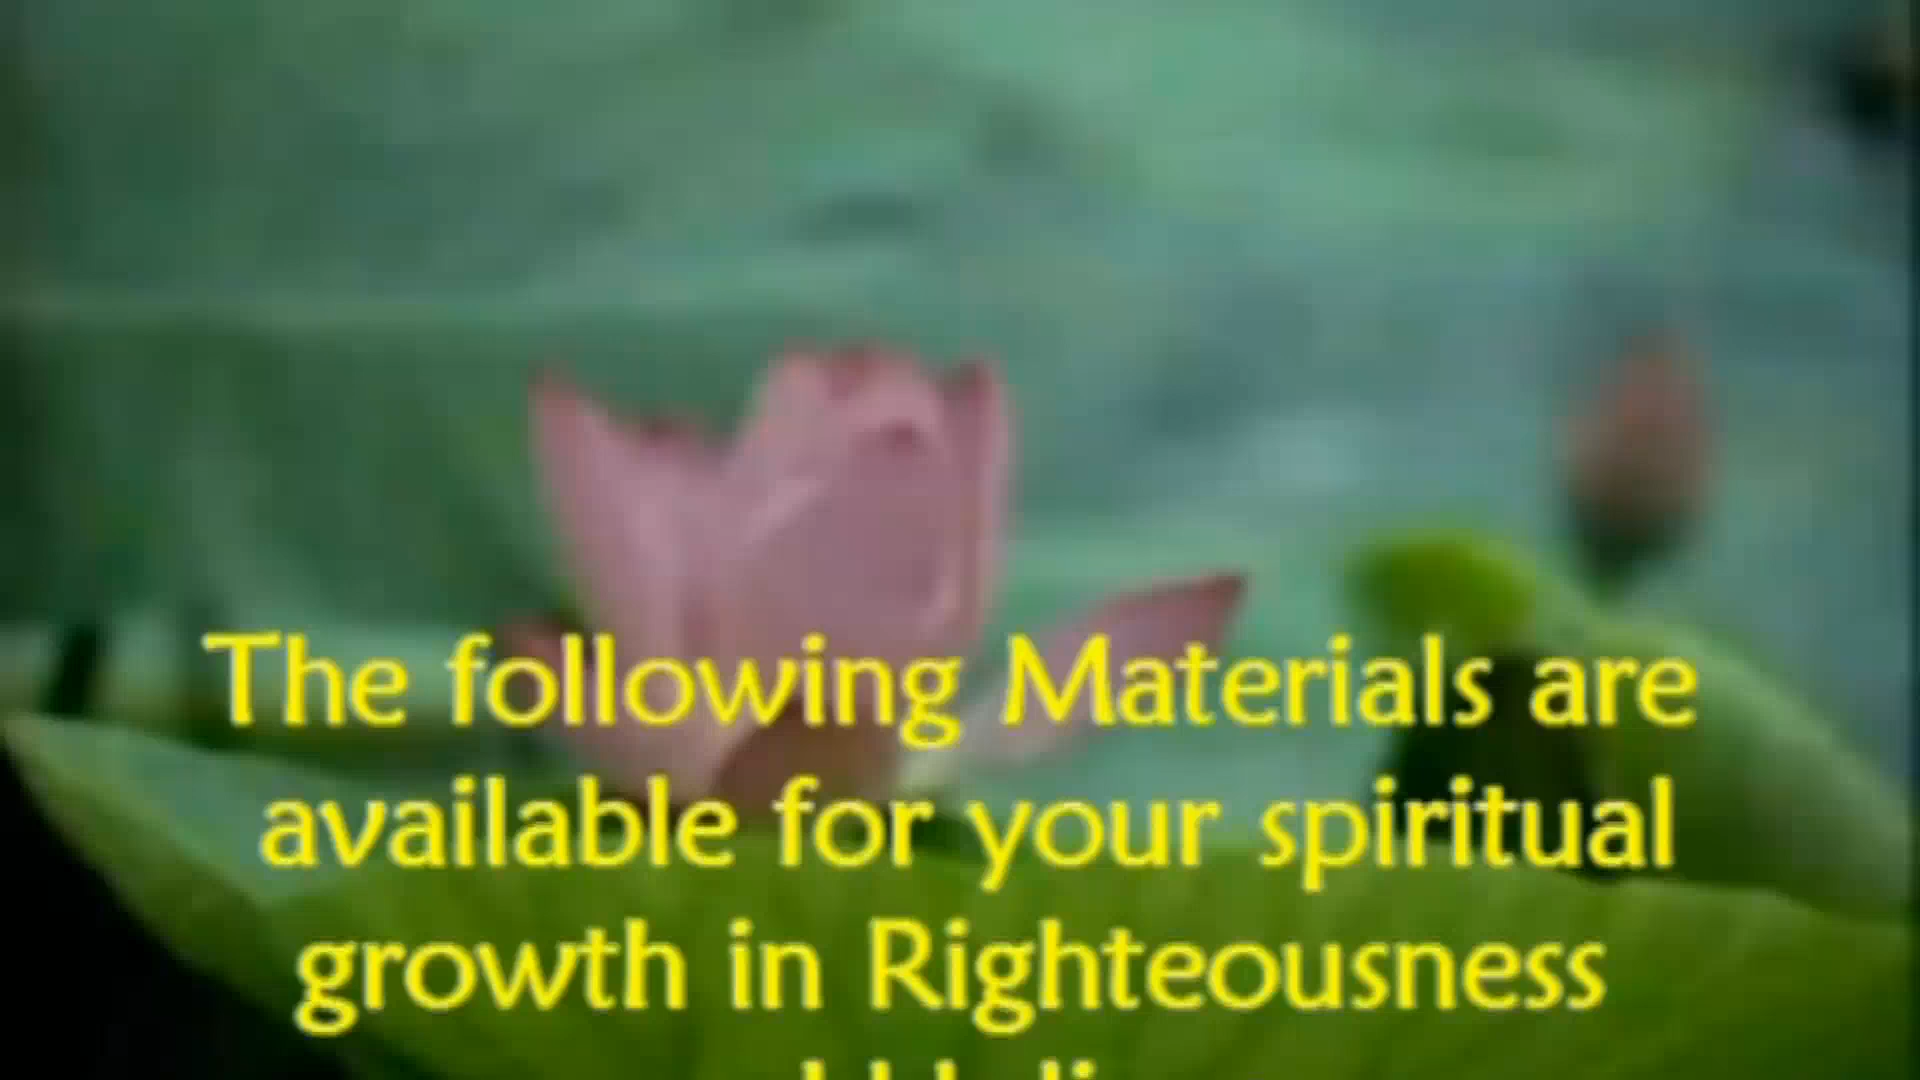 The following Materials are
available for your spiritual
growth in Righteousness